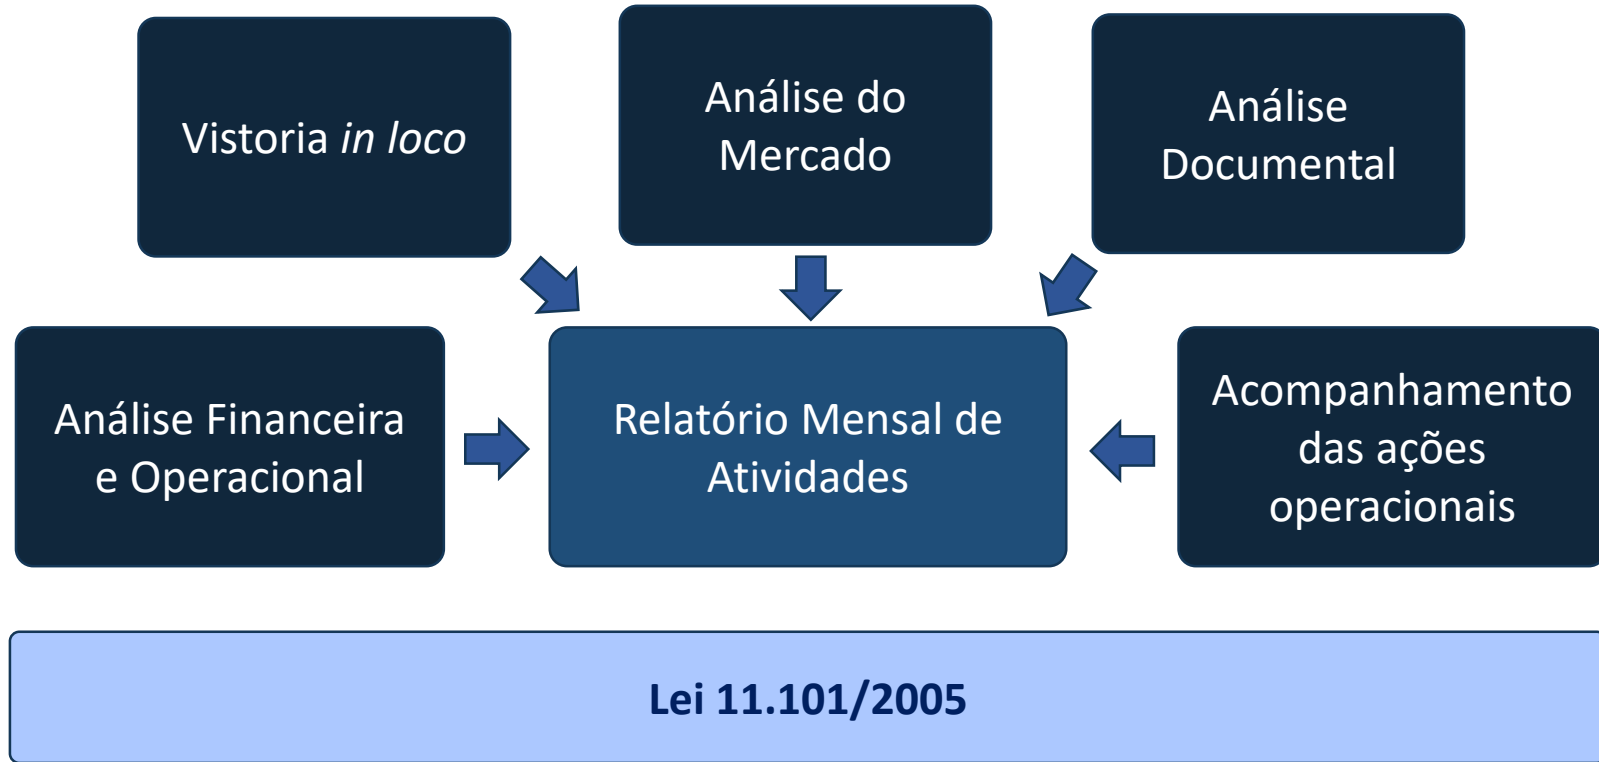 Vistoria in loco
Análise do
Mercado
Análise
Documental
Análise Financeira
e Operacional
Relatório Mensal de
Atividades
Acompanhamento
das ações
operacionais
Lei 11.101/2005